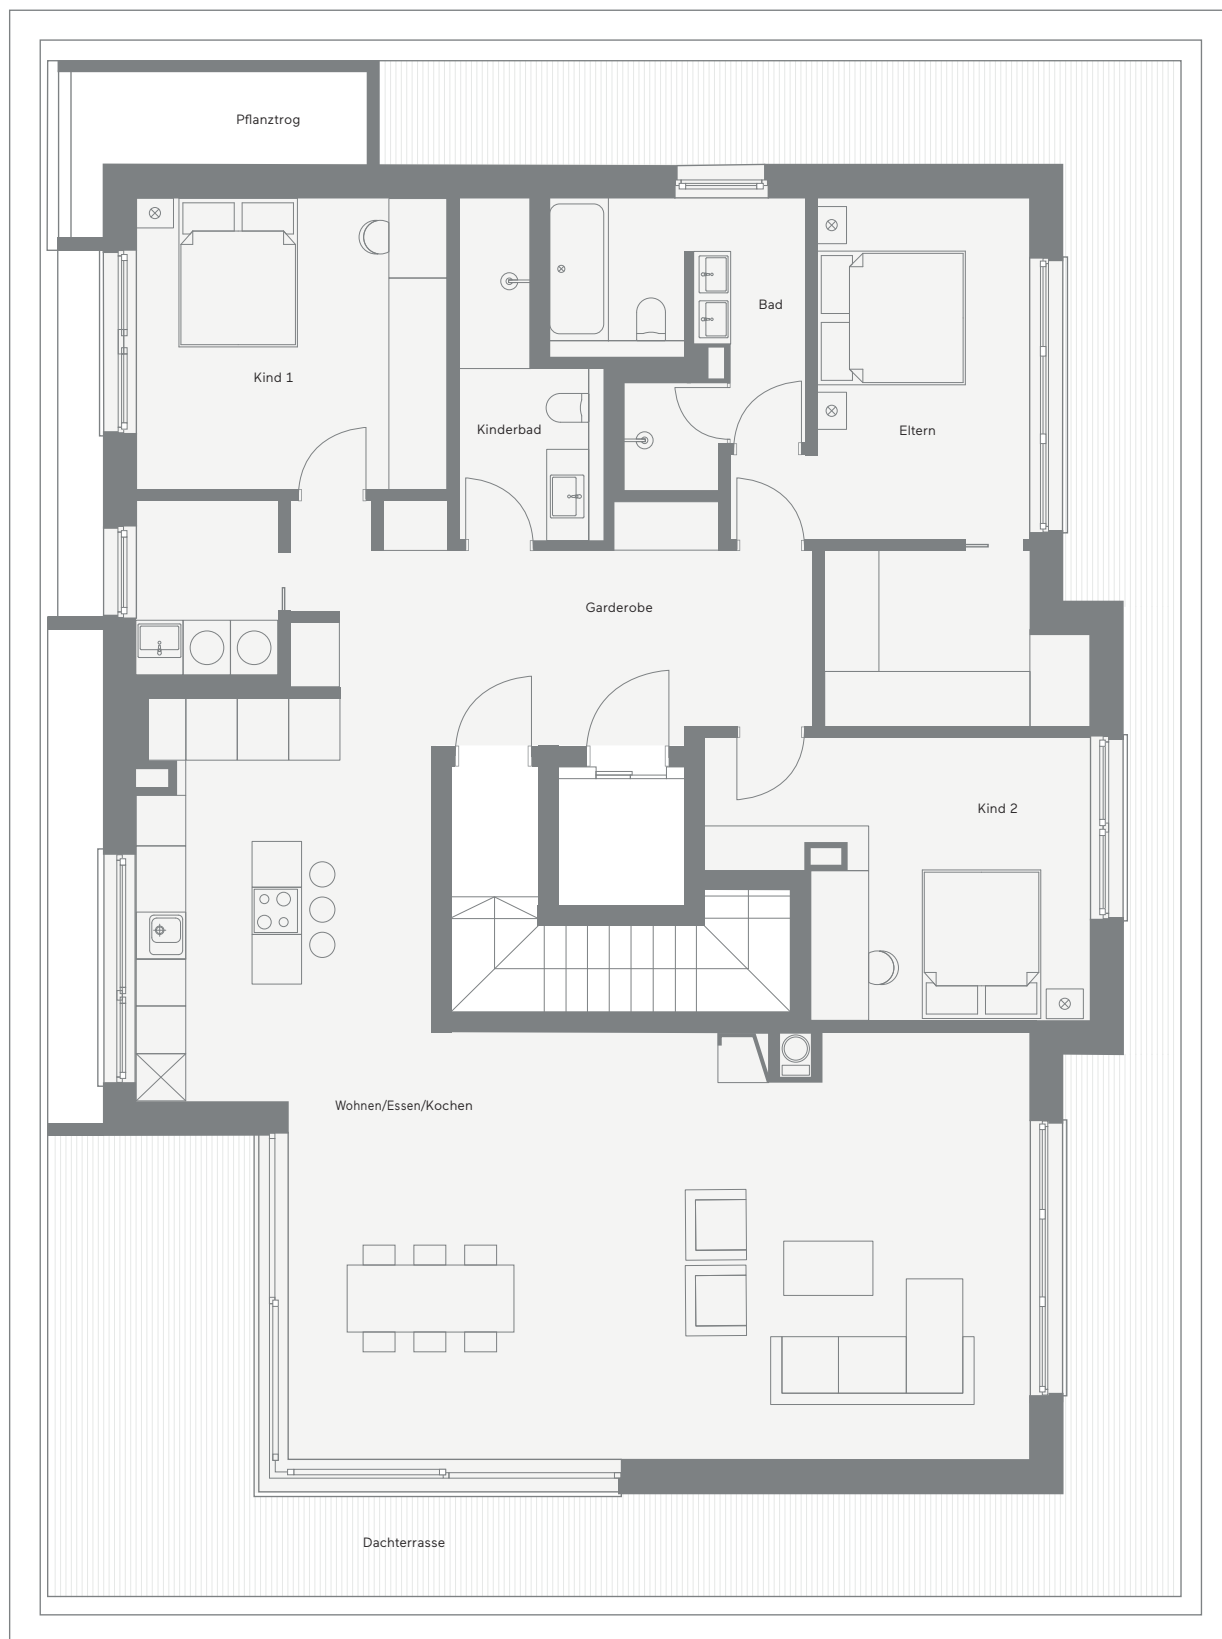 Pflanztrog
Bad
Kind 1
Kinderbad
Eltern
Garderobe
Kind 2
Wohnen/Essen/Kochen
Dachterrasse